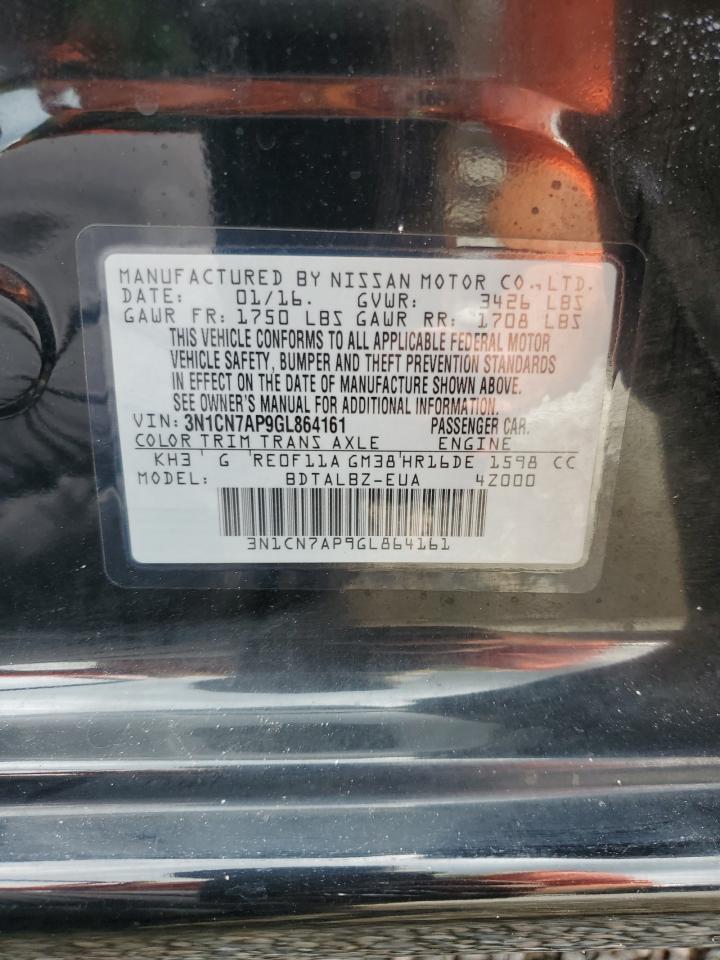 MANUFACTURED BY NISSAN MOTOR CO., LTD.
DATE: 01/16. GVWR: 3426 LBS
GAWR FR: 1750 LBS GAWR RR: 1708 LBS
THIS VEHICLE CONFORMS TO ALL APPLICABLE FEDERAL MOTOR
VEHICLE SAFETY, BUMPER AND THEFT PREVENTION STANDARDS
IN EFFECT ON THE DATE OF MANUFACTURE SHOWN ABOVE.
SEE OWNER'S MANUAL FOR ADDITIONAL INFORMATION.
VIN: 3N1CN7AP9GL864161 PASSENGER CAR.
COLOR TRIM TRANS AXLE ENGINE
KH3 G RE0F11A GM38 HR16DE 1598 CC
MODEL: BDTALBZ-EUA 4Z000
3N1CN7AP9GL864161